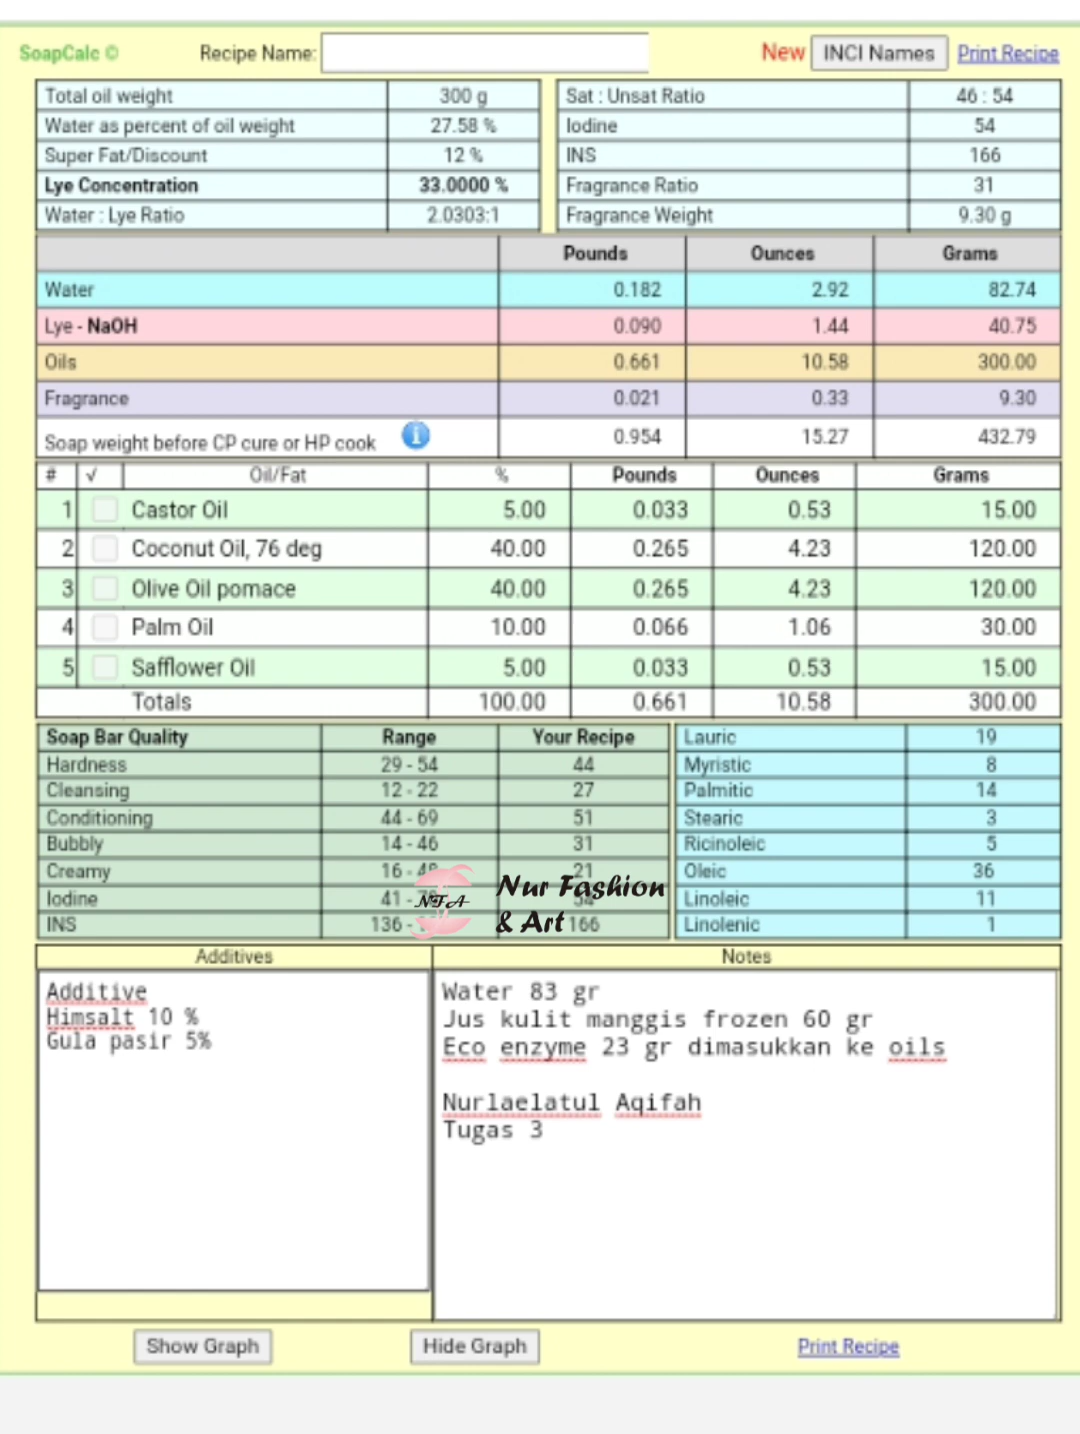 SoapCalc © Recipe Name: New INCI Names Print Recipe
Total oil weight 300 g Sat : Unsat Ratio 46 : 54
Water as percent of oil weight 27.58 % Iodine 54
Super Fat/Discount 12 % INS 166
Lye Concentration 33.0000 % Fragrance Ratio 31
Water : Lye Ratio 2.0303:1 Fragrance Weight 9.30 g
Pounds Ounces Grams
Water 0.182 2.92 82.74
Lye - NaOH 0.090 1.44 40.75
Oils 0.661 10.58 300.00
Fragrance 0.021 0.33 9.30
Soap weight before CP cure or HP cook i 0.954 15.27 432.79
# √ Oil/Fat % Pounds Ounces Grams
1 Castor Oil 5.00 0.033 0.53 15.00
2 Coconut Oil, 76 deg 40.00 0.265 4.23 120.00
3 Olive Oil pomace 40.00 0.265 4.23 120.00
4 Palm Oil 10.00 0.066 1.06 30.00
5 Safflower Oil 5.00 0.033 0.53 15.00
Totals 100.00 0.661 10.58 300.00
Soap Bar Quality Range Your Recipe Lauric 19
Hardness 29 - 54 44 Myristic 8
Cleansing 12 - 22 27 Palmitic 14
Conditioning 44 - 69 51 Stearic 3
Bubbly 14 - 46 31 Ricinoleic 5
Creamy 16 - 21 Oleic 36
Iodine 41 - 54 Linoleic 11
INS 136 - 166 Linolenic 1
NFA Nur Fashion
& Art
Additives Notes
Additive
Himsalt 10 %
Gula pasir 5%
Water 83 gr
Jus kulit manggis frozen 60 gr
Eco enzyme 23 gr dimasukkan ke oils
Nurlaelatul Aqifah
Tugas 3
Show Graph Hide Graph Print Recipe